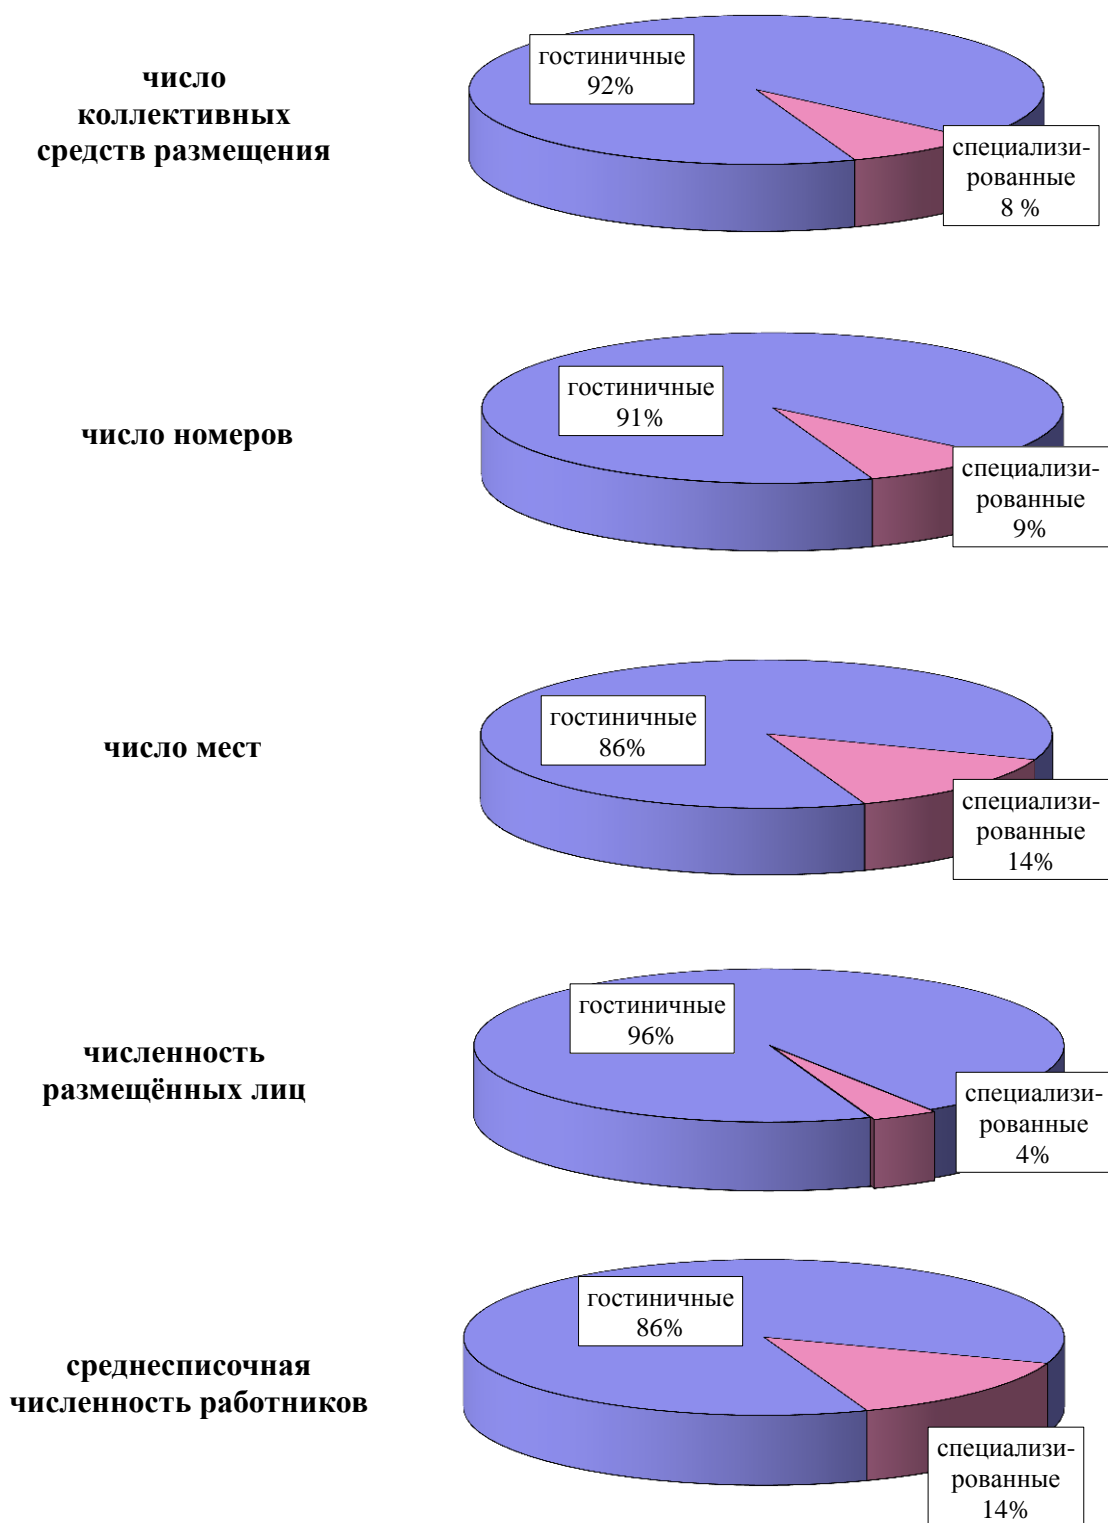 число
коллективных
средств размещения
гостиничные
92%
специализи-
рованные
8 %
число номеров
гостиничные
91%
специализи-
рованные
9%
число мест
гостиничные
86%
специализи-
рованные
14%
численность
размещённых лиц
гостиничные
96%
специализи-
рованные
4%
среднесписочная
численность работников
гостиничные
86%
специализи-
рованные
14%